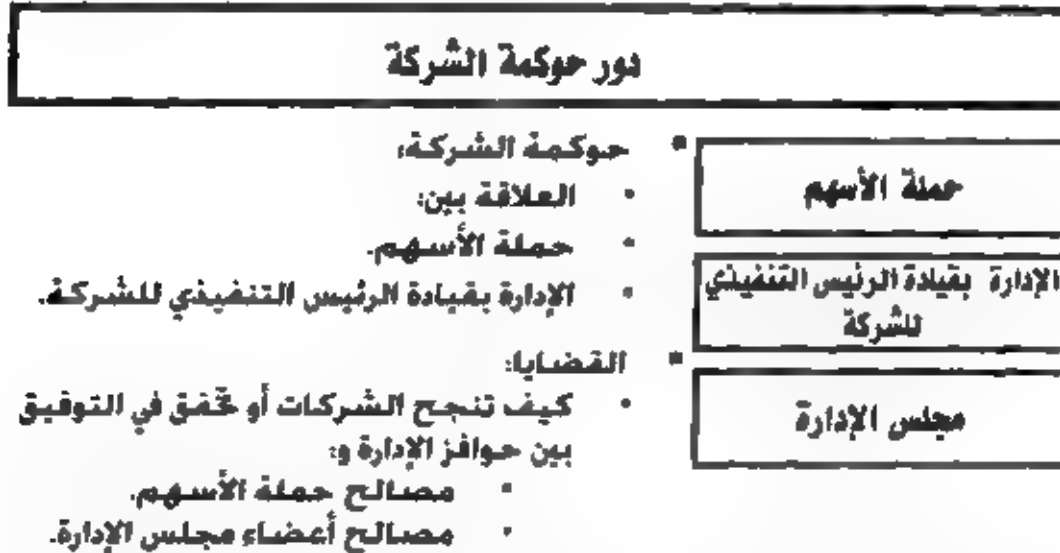 دور حوكمة الشركة
حملة الأسهم
الإدارة بقيادة الرئيس التنفيذي
للشركة
مجلس الإدارة
▪ حوكمة الشركة:
• العلاقة بين:
• حملة الأسهم.
• الإدارة بقيادة الرئيس التنفيذي للشركة.
▪ القضايا:
• كيف تنجح الشركات أو تخفق في التوفيق
بين حوافز الإدارة و:
• مصالح حملة الأسهم.
• مصالح أعضاء مجلس الإدارة.